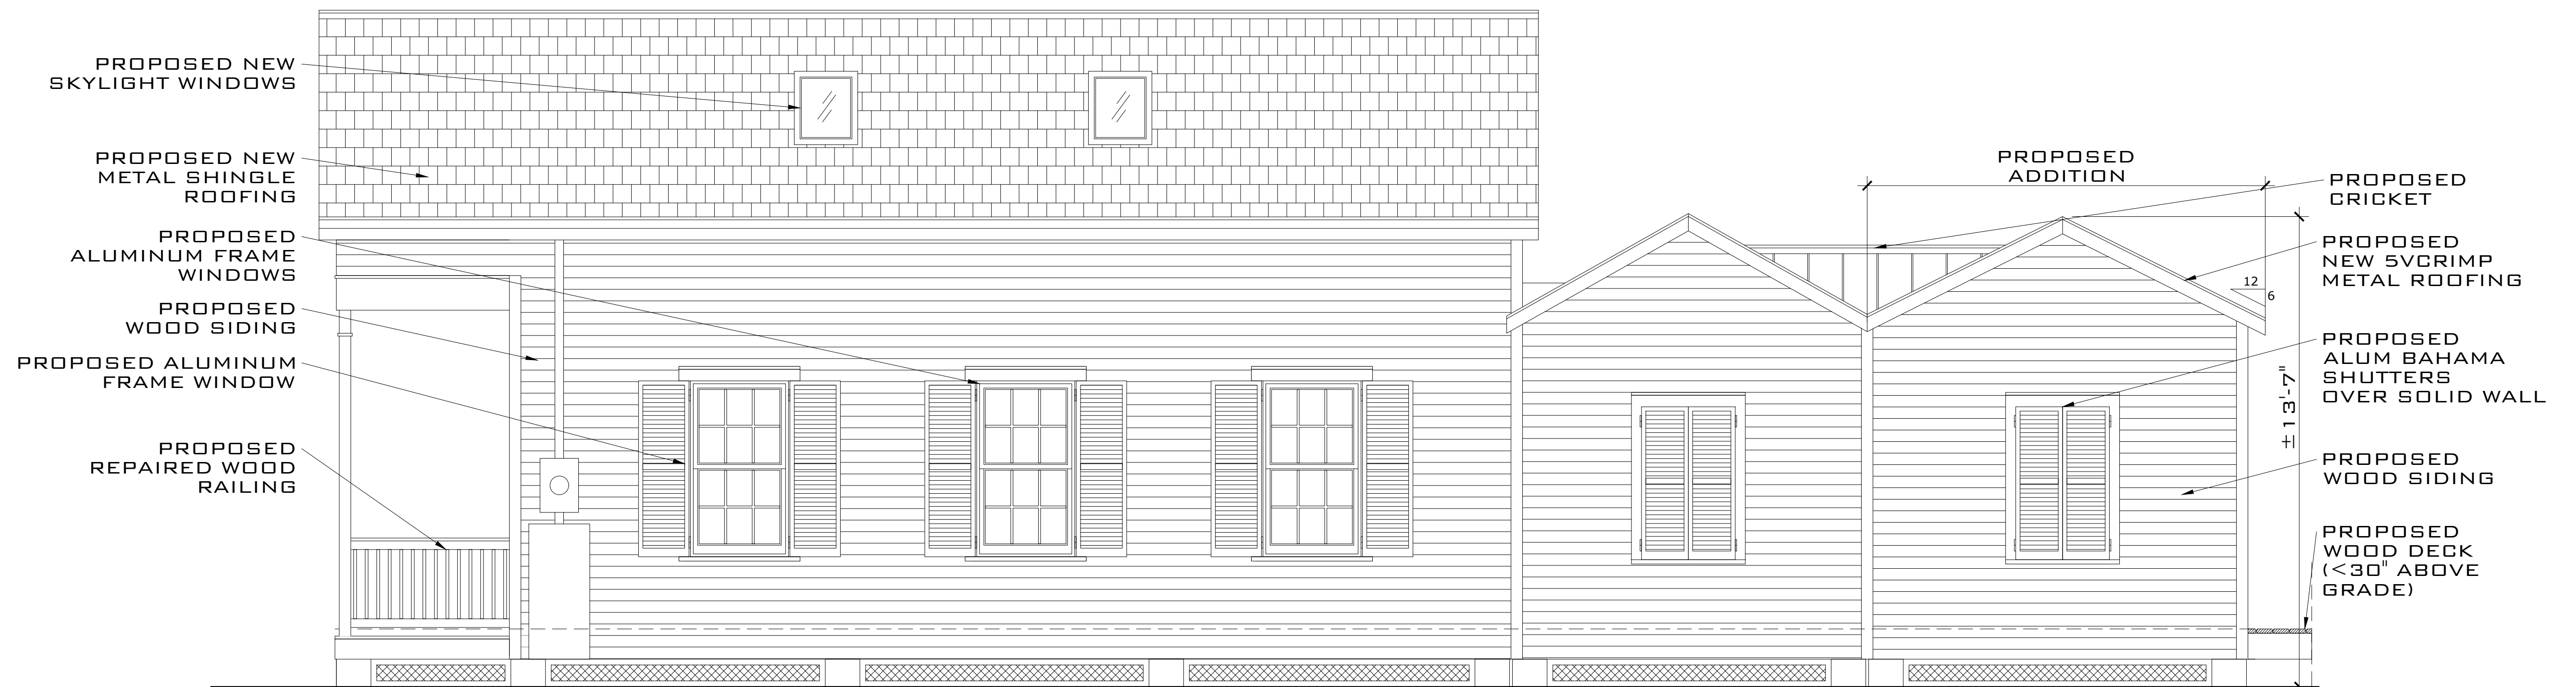 PROPOSED NEW
SKYLIGHT WINDOWS
PROPOSED NEW
METAL SHINGLE
ROOFING
PROPOSED
ALUMINUM FRAME
WINDOWS
PROPOSED
WOOD SIDING
PROPOSED ALUMINUM
FRAME WINDOW
PROPOSED
REPAIRED WOOD
RAILING
PROPOSED
ADDITION
PROPOSED
CRICKET
PROPOSED
NEW 5VCRIMP
METAL ROOFING
12
6
PROPOSED
ALUM BAHAMA
SHUTTERS
OVER SOLID WALL
±13'-7"
PROPOSED
WOOD SIDING
PROPOSED
WOOD DECK
(<30" ABOVE
GRADE)